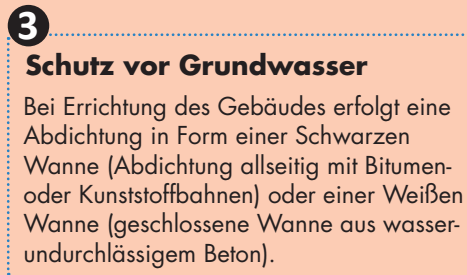 3
Schutz vor Grundwasser
Bei Errichtung des Gebäudes erfolgt eine
Abdichtung in Form einer Schwarzen
Wanne (Abdichtung allseitig mit Bitumen-
oder Kunststoffbahnen) oder einer Weißen
Wanne (geschlossene Wanne aus wasser-
undurchlässigem Beton).